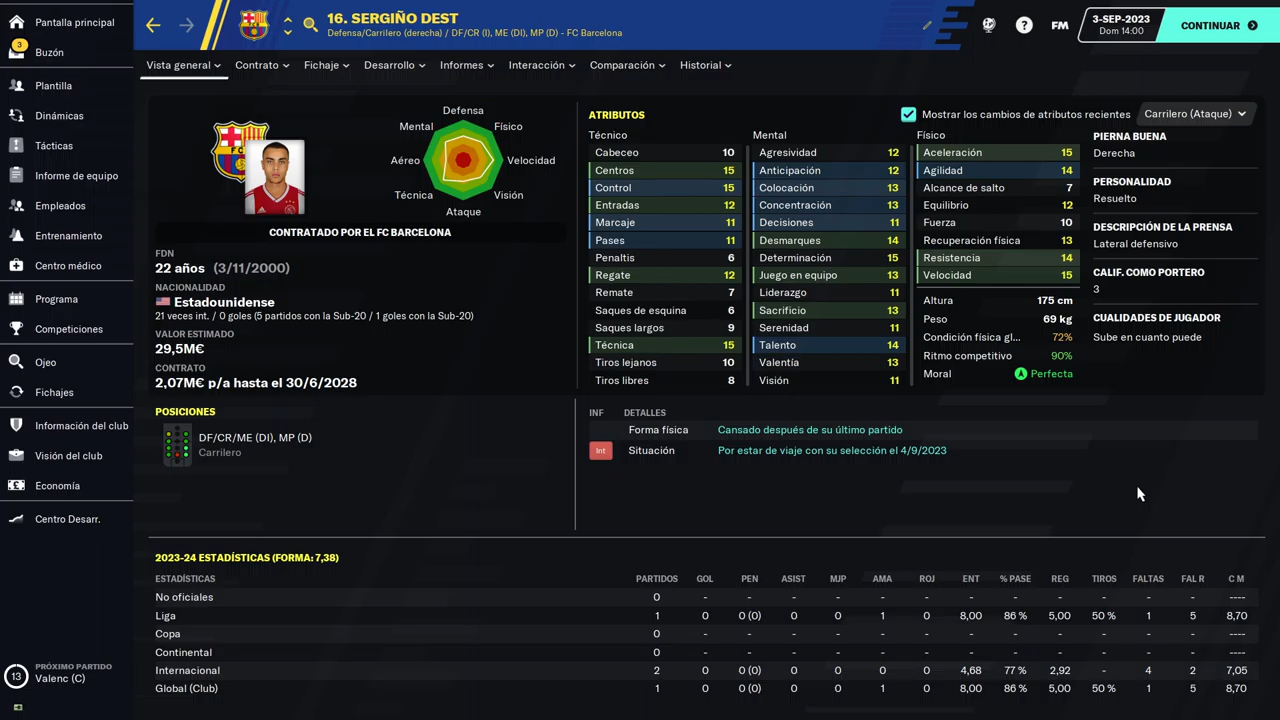 Pantalla principal
3
Buzón
Plantilla
Dinámicas
Tácticas
Informe de equipo
Empleados
Entrenamiento
Centro médico
Programa
Competiciones
Ojeo
Fichajes
Información del club
Visión del club
Economía
Centro Desarr.
13
PRÓXIMO PARTIDO
Valenc (C)
16. SERGIÑO DEST
Defensa/Carrilero (derecha) / DF/CR (I), ME (DI), MP (D) - FC Barcelona
? FM
3-SEP-2023
Dom 14:00
CONTINUAR
Vista general Contrato Fichaje Desarrollo Informes Interacción Comparación Historial
Defensa
Mental Físico
Aéreo Velocidad
Técnica Visión
Ataque
CONTRATADO POR EL FC BARCELONA
FDN
22 años (3/11/2000)
NACIONALIDAD
Estadounidense
21 veces int. / 0 goles (5 partidos con la Sub-20 / 1 goles con la Sub-20)
VALOR ESTIMADO
29,5M€
CONTRATO
2,07M€ p/a hasta el 30/6/2028
ATRIBUTOS
Mostrar los cambios de atributos recientes
Carrilero (Ataque)
Técnico
Cabeceo 10
Centros 15
Control 15
Entradas 12
Marcaje 11
Pases 11
Penaltis 6
Regate 12
Remate 7
Saques de esquina 6
Saques largos 9
Técnica 15
Tiros lejanos 10
Tiros libres 8
Mental
Agresividad 12
Anticipación 12
Colocación 13
Concentración 13
Decisiones 11
Desmarques 14
Determinación 15
Juego en equipo 13
Liderazgo 11
Sacrificio 13
Serenidad 11
Talento 14
Valentía 13
Visión 11
Físico
Aceleración 15
Agilidad 14
Alcance de salto 7
Equilibrio 12
Fuerza 10
Recuperación física 13
Resistencia 14
Velocidad 15
Altura 175 cm
Peso 69 kg
Condición física gl... 72%
Ritmo competitivo 90%
Moral Perfecta
PIERNA BUENA
Derecha
PERSONALIDAD
Resuelto
DESCRIPCIÓN DE LA PRENSA
Lateral defensivo
CALIF. COMO PORTERO
3
CUALIDADES DE JUGADOR
Sube en cuanto puede
POSICIONES
DF/CR/ME (DI), MP (D)
Carrilero
INF DETALLES
Forma física Cansado después de su último partido
Int Situación Por estar de viaje con su selección el 4/9/2023
2023-24 ESTADÍSTICAS (FORMA: 7,38)
ESTADÍSTICAS PARTIDOS GOL PEN ASIST MJP AMA ROJ ENT % PASE REG TIROS FALTAS FAL R C M
No oficiales 0 - - - - - - - - - - - - ----
Liga 1 0 0 (0) 0 0 1 0 8,00 86 % 5,00 50 % 1 5 8,70
Copa 0 - - - - - - - - - - - - ----
Continental 0 - - - - - - - - - - - - ----
Internacional 2 0 0 (0) 0 0 0 0 4,68 77 % 2,92 - 4 2 7,05
Global (Club) 1 0 0 (0) 0 0 1 0 8,00 86 % 5,00 50 % 1 5 8,70